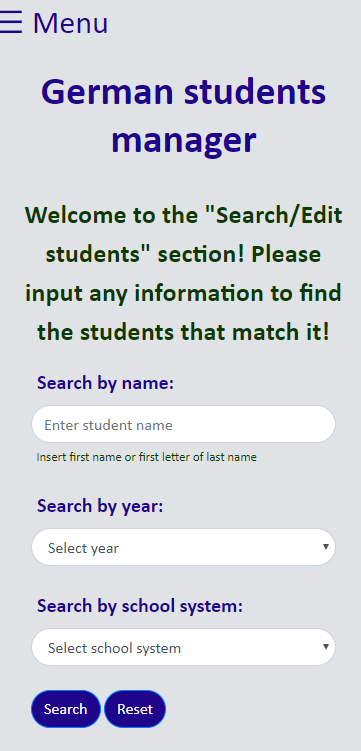 ☰ Menu
German students
manager
Welcome to the "Search/Edit
students" section! Please
input any information to find
the students that match it!
Search by name:
Enter student name
Insert first name or first letter of last name
Search by year:
Select year
Search by school system:
Select school system
Search Reset